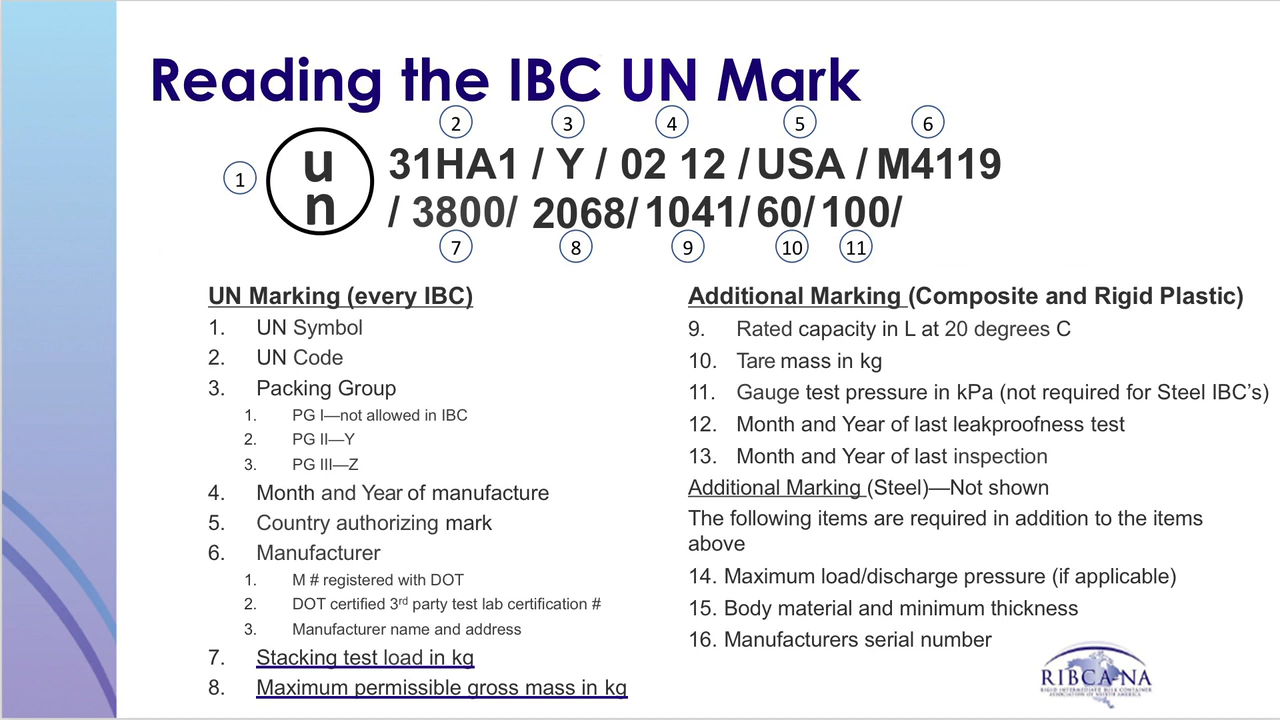 Reading the IBC UN Mark
2 3 4 5 6
1
u
n
31HA1 / Y / 02 12 / USA / M4119
/ 3800/ 2068/ 1041/ 60/ 100/
7 8 9 10 11
UN Marking (every IBC)
1. UN Symbol
2. UN Code
3. Packing Group
1. PG I—not allowed in IBC
2. PG II—Y
3. PG III—Z
4. Month and Year of manufacture
5. Country authorizing mark
6. Manufacturer
1. M # registered with DOT
2. DOT certified 3rd party test lab certification #
3. Manufacturer name and address
7. Stacking test load in kg
8. Maximum permissible gross mass in kg
Additional Marking (Composite and Rigid Plastic)
9. Rated capacity in L at 20 degrees C
10. Tare mass in kg
11. Gauge test pressure in kPa (not required for Steel IBC’s)
12. Month and Year of last leakproofness test
13. Month and Year of last inspection
Additional Marking (Steel)—Not shown
The following items are required in addition to the items
above
14. Maximum load/discharge pressure (if applicable)
15. Body material and minimum thickness
16. Manufacturers serial number
RIBCA-NA
RIGID INTERMEDIATE BULK CONTAINER
ASSOCIATION OF NORTH AMERICA